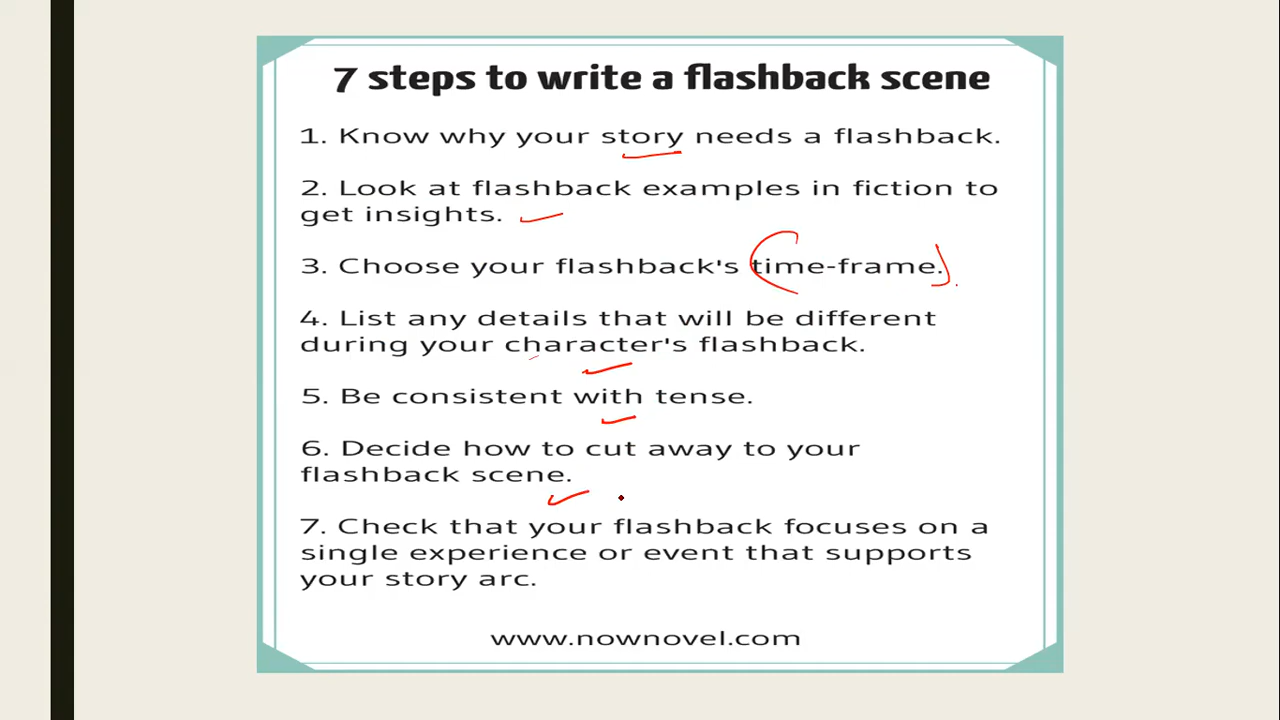 7 steps to write a flashback scene
1. Know why your story needs a flashback.
2. Look at flashback examples in fiction to
get insights.
3. Choose your flashback's time-frame.
4. List any details that will be different
during your character's flashback.
5. Be consistent with tense.
6. Decide how to cut away to your
flashback scene.
7. Check that your flashback focuses on a
single experience or event that supports
your story arc.
www.nownovel.com